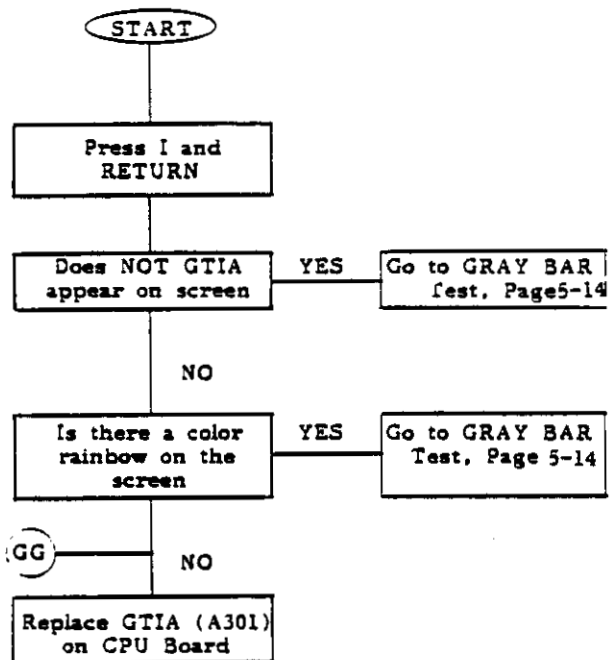 START
Press I and
RETURN
Does NOT GTIA
appear on screen
YES
Go to GRAY BAR
Test, Page5-14
NO
Is there a color
rainbow on the
screen
YES
Go to GRAY BAR
Test, Page 5-14
GG
NO
Replace GTIA (A301)
on CPU Board